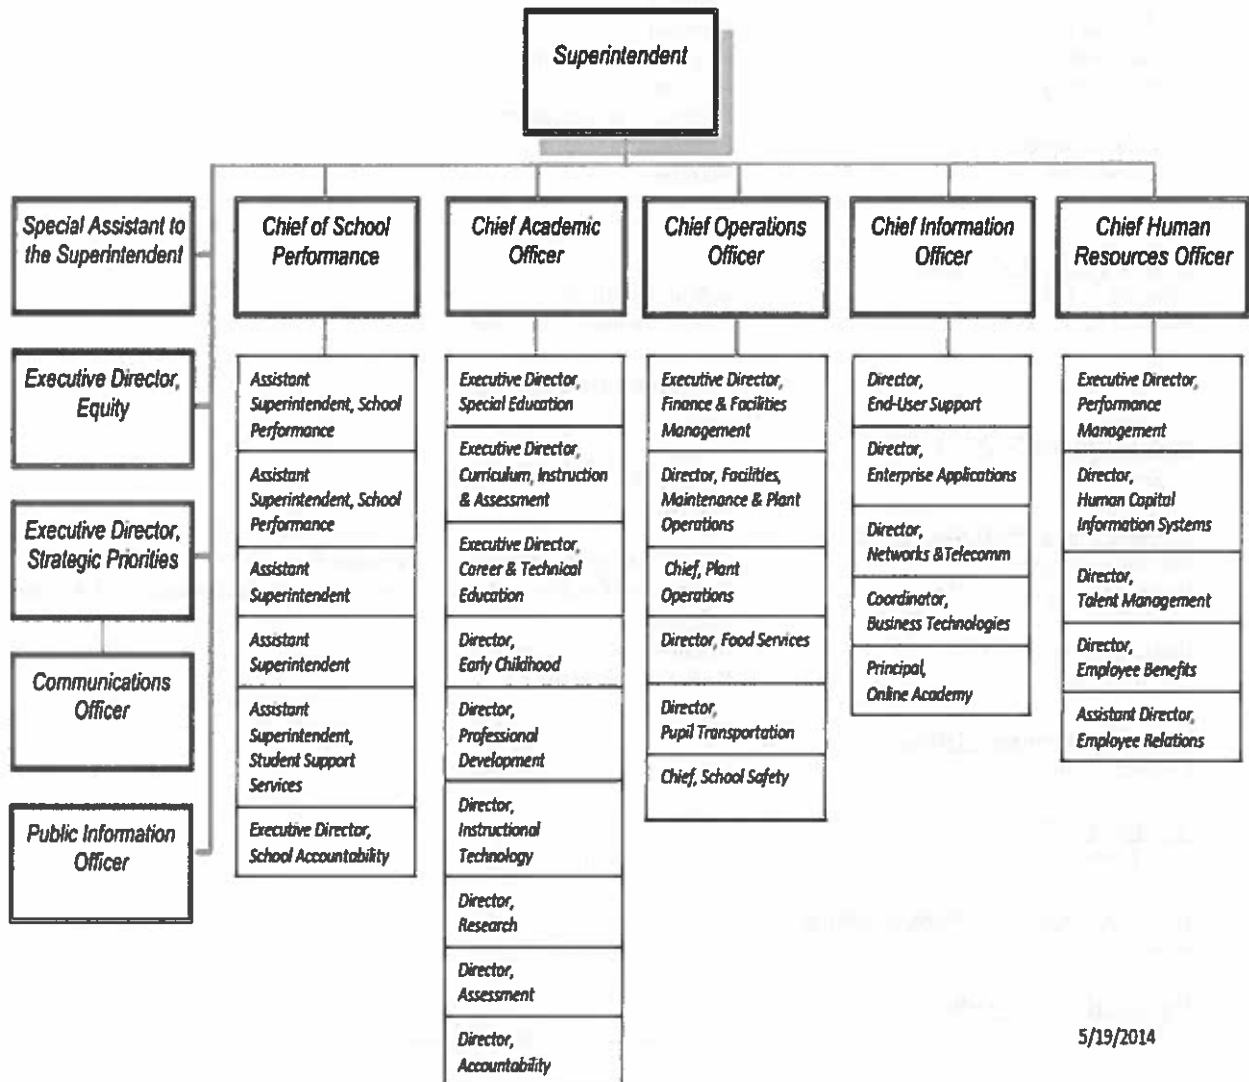 Superintendent
Special Assistant to
the Superintendent
Executive Director,
Equity
Executive Director,
Strategic Priorities
Communications
Officer
Public Information
Officer
Chief of School
Performance
Assistant
Superintendent, School
Performance
Assistant
Superintendent, School
Performance
Assistant
Superintendent
Assistant
Superintendent
Assistant
Superintendent,
Student Support
Services
Executive Director,
School Accountability
Chief Academic
Officer
Executive Director,
Special Education
Executive Director,
Curriculum, Instruction
& Assessment
Executive Director,
Career & Technical
Education
Director,
Early Childhood
Director,
Professional
Development
Director,
Instructional
Technology
Director,
Research
Director,
Assessment
Director,
Accountability
Chief Operations
Officer
Executive Director,
Finance & Facilities
Management
Director, Facilities,
Maintenance & Plant
Operations
Chief, Plant
Operations
Director, Food Services
Director,
Pupil Transportation
Chief, School Safety
Chief Information
Officer
Director,
End-User Support
Director,
Enterprise Applications
Director,
Networks & Telecomm
Coordinator,
Business Technologies
Principal,
Online Academy
Chief Human
Resources Officer
Executive Director,
Performance
Management
Director,
Human Capital
Information Systems
Director,
Talent Management
Director,
Employee Benefits
Assistant Director,
Employee Relations
5/19/2014